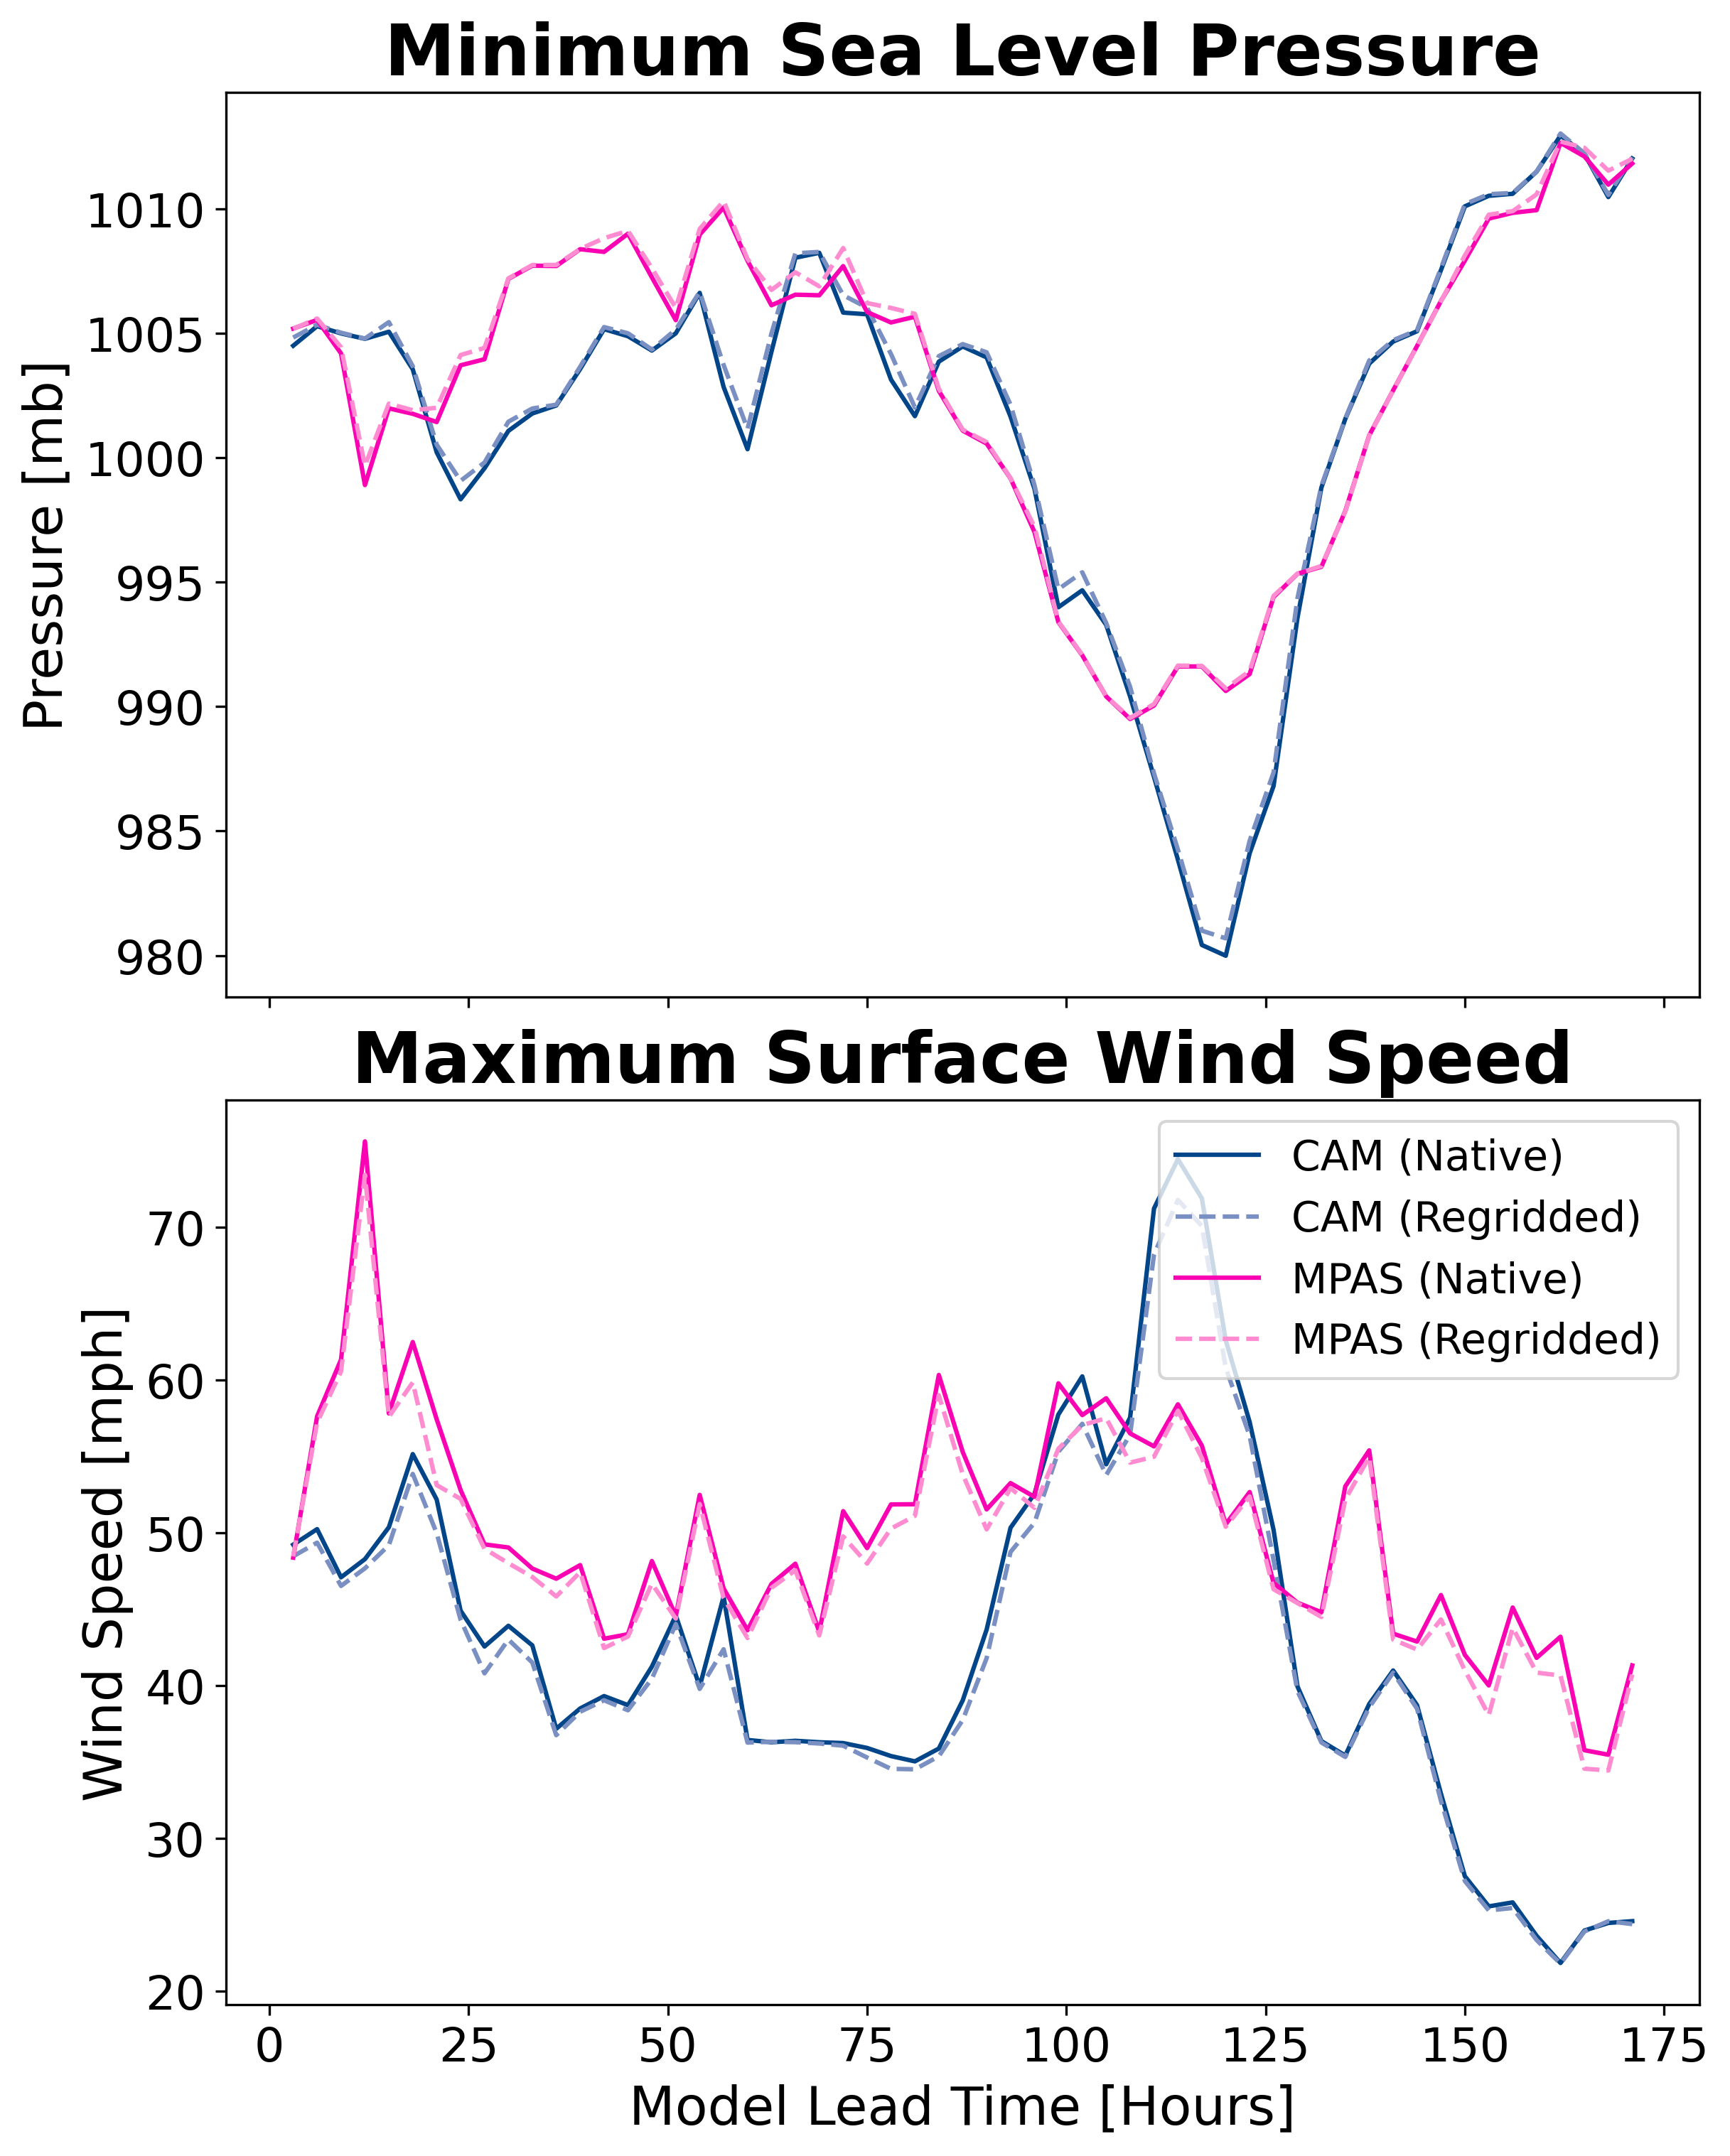 Minimum Sea Level Pressure
Pressure [mb]
1010
1005
1000
995
990
985
980
Maximum Surface Wind Speed
Wind Speed [mph]
70
60
50
40
30
20
CAM (Native)
CAM (Regridded)
MPAS (Native)
MPAS (Regridded)
0 25 50 75 100 125 150 175
Model Lead Time [Hours]